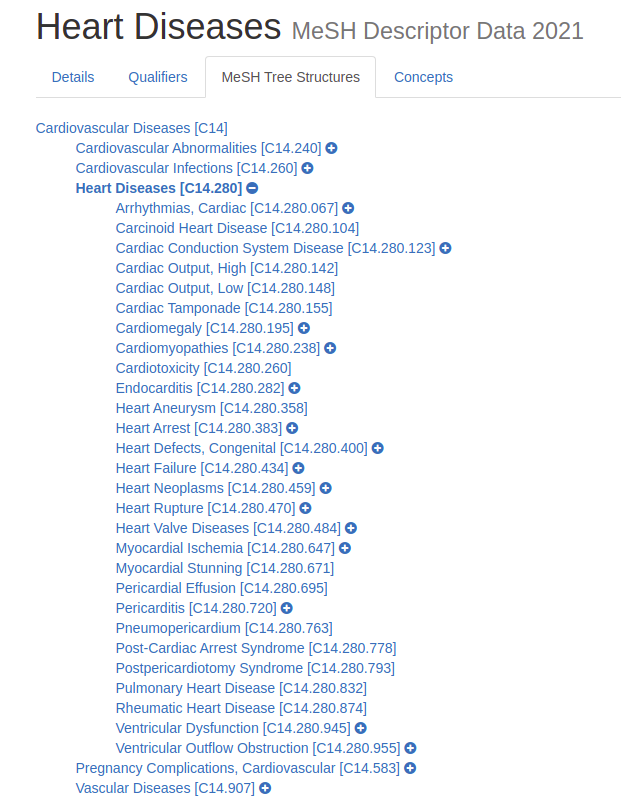 Heart Diseases MeSH Descriptor Data 2021
Details Qualifiers MeSH Tree Structures Concepts
Cardiovascular Diseases [C14]
Cardiovascular Abnormalities [C14.240]
Cardiovascular Infections [C14.260]
Heart Diseases [C14.280]
Arrhythmias, Cardiac [C14.280.067]
Carcinoid Heart Disease [C14.280.104]
Cardiac Conduction System Disease [C14.280.123]
Cardiac Output, High [C14.280.142]
Cardiac Output, Low [C14.280.148]
Cardiac Tamponade [C14.280.155]
Cardiomegaly [C14.280.195]
Cardiomyopathies [C14.280.238]
Cardiotoxicity [C14.280.260]
Endocarditis [C14.280.282]
Heart Aneurysm [C14.280.358]
Heart Arrest [C14.280.383]
Heart Defects, Congenital [C14.280.400]
Heart Failure [C14.280.434]
Heart Neoplasms [C14.280.459]
Heart Rupture [C14.280.470]
Heart Valve Diseases [C14.280.484]
Myocardial Ischemia [C14.280.647]
Myocardial Stunning [C14.280.671]
Pericardial Effusion [C14.280.695]
Pericarditis [C14.280.720]
Pneumopericardium [C14.280.763]
Post-Cardiac Arrest Syndrome [C14.280.778]
Postpericardiotomy Syndrome [C14.280.793]
Pulmonary Heart Disease [C14.280.832]
Rheumatic Heart Disease [C14.280.874]
Ventricular Dysfunction [C14.280.945]
Ventricular Outflow Obstruction [C14.280.955]
Pregnancy Complications, Cardiovascular [C14.583]
Vascular Diseases [C14.907]